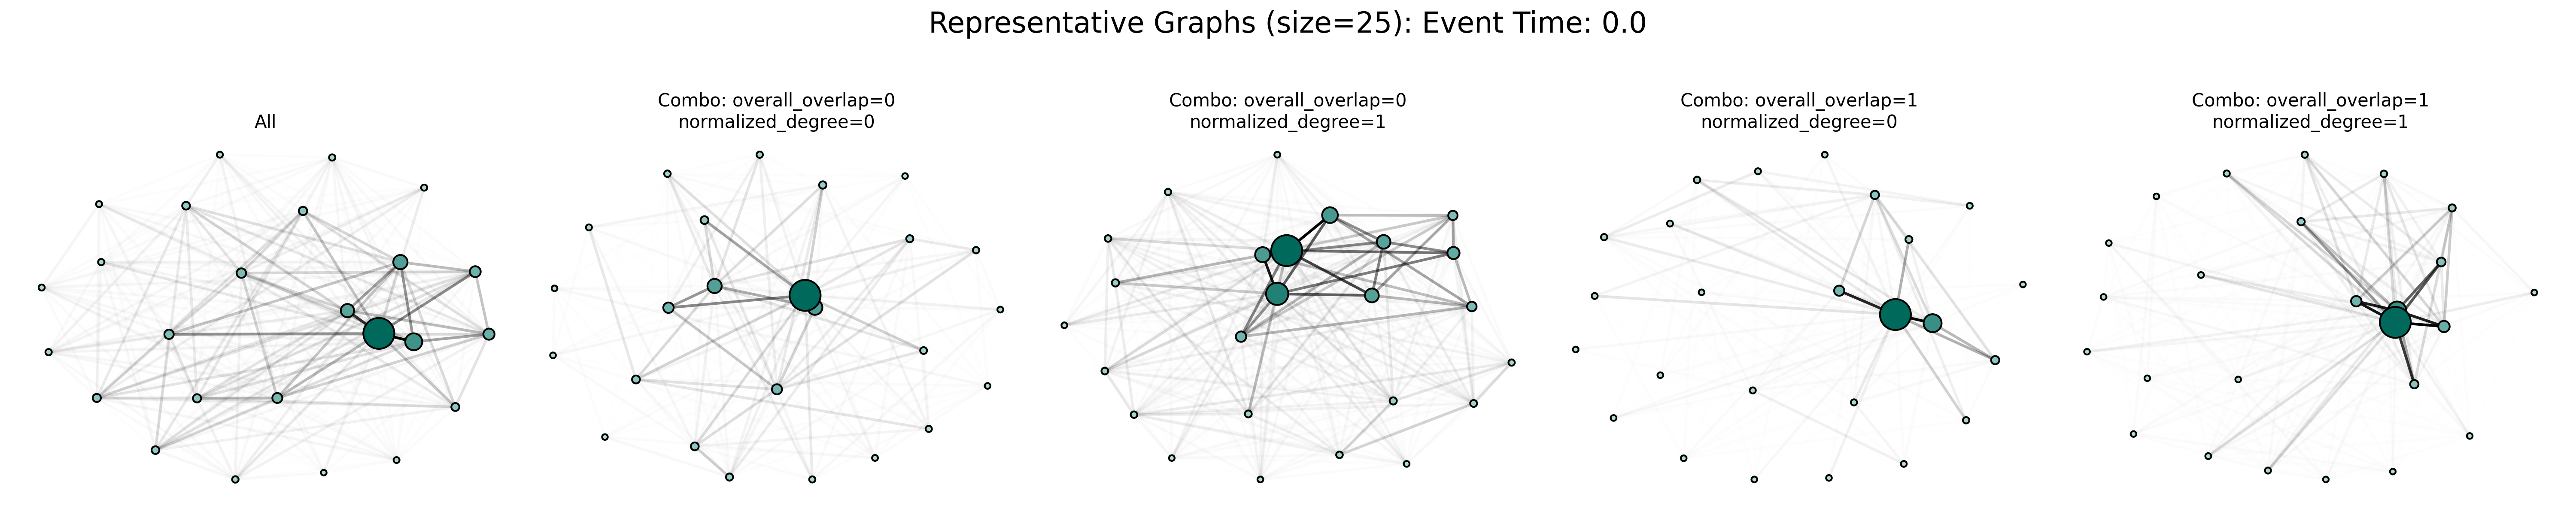 Representative Graphs (size=25): Event Time: 0.0
All
Combo: overall_overlap=0
normalized_degree=0
Combo: overall_overlap=0
normalized_degree=1
Combo: overall_overlap=1
normalized_degree=0
Combo: overall_overlap=1
normalized_degree=1